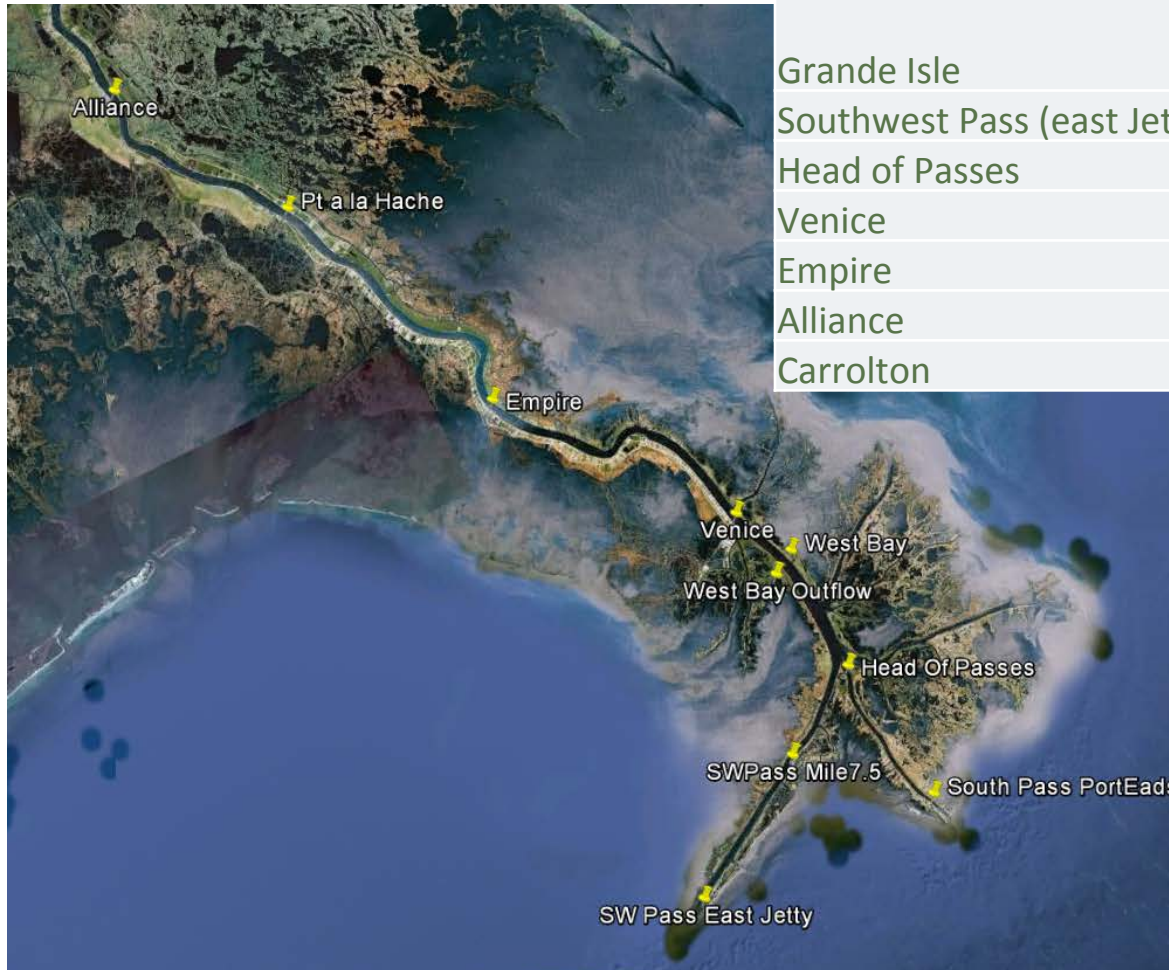 Grande Isle
Southwest Pass (east Jet
Head of Passes
Venice
Empire
Alliance
Carrolton
Alliance
Pt a la Hache
Empire
Venice
West Bay
West Bay Outflow
Head Of Passes
SWPass Mile7.5
South Pass PortEads
SW Pass East Jetty